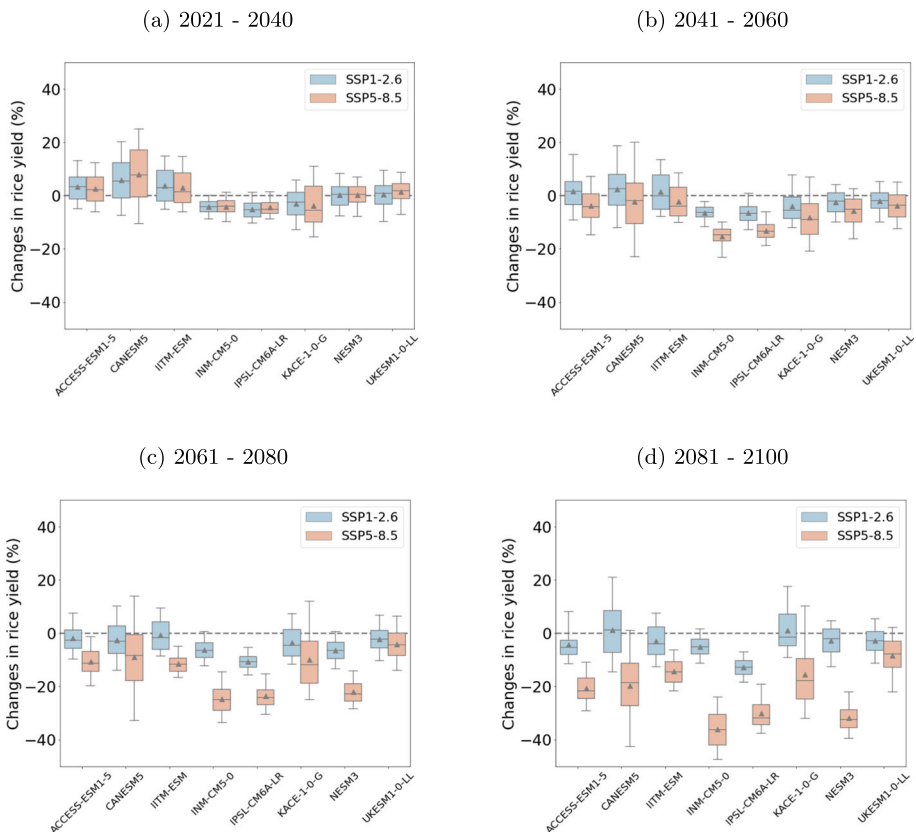 (a) 2021 - 2040
Changes in rice yield (%)
40
20
0
−20
−40
SSP1-2.6
SSP5-8.5
ACCESS-ESM1-5
CANESM5
IITM-ESM
INM-CM5-0
IPSL-CM6A-LR
KACE-1-0-G
NESM3
UKESM1-0-LL
(b) 2041 - 2060
Changes in rice yield (%)
40
20
0
−20
−40
SSP1-2.6
SSP5-8.5
ACCESS-ESM1-5
CANESM5
IITM-ESM
INM-CM5-0
IPSL-CM6A-LR
KACE-1-0-G
NESM3
UKESM1-0-LL
(c) 2061 - 2080
Changes in rice yield (%)
40
20
0
−20
−40
SSP1-2.6
SSP5-8.5
ACCESS-ESM1-5
CANESM5
IITM-ESM
INM-CM5-0
IPSL-CM6A-LR
KACE-1-0-G
NESM3
UKESM1-0-LL
(d) 2081 - 2100
Changes in rice yield (%)
40
20
0
−20
−40
SSP1-2.6
SSP5-8.5
ACCESS-ESM1-5
CANESM5
IITM-ESM
INM-CM5-0
IPSL-CM6A-LR
KACE-1-0-G
NESM3
UKESM1-0-LL